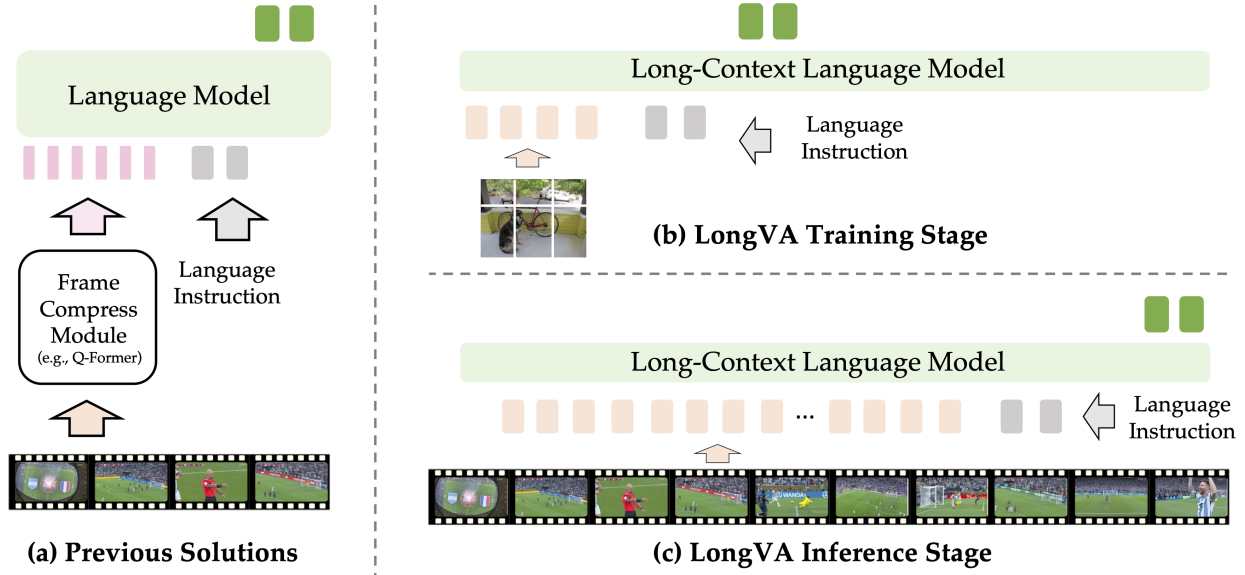 Language Model
Frame
Compress
Module
(e.g., Q-Former)
Language
Instruction
(a) Previous Solutions
Long-Context Language Model
Language
Instruction
(b) LongVA Training Stage
Long-Context Language Model
...
Language
Instruction
WANDA
(c) LongVA Inference Stage